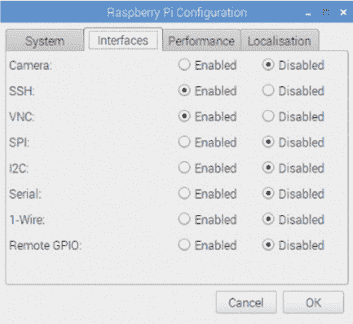 Raspberry Pi Configuration
System Interfaces Performance Localisation
Camera: Enabled Disabled
SSH: Enabled Disabled
VNC: Enabled Disabled
SPI: Enabled Disabled
I2C: Enabled Disabled
Serial: Enabled Disabled
1-Wire: Enabled Disabled
Remote GPIO: Enabled Disabled
Cancel OK